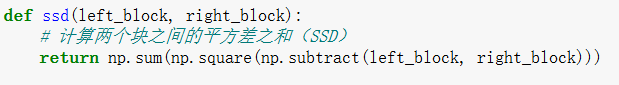 def ssd(left_block, right_block):
    # 计算两个块之间的平方差之和（SSD）
    return np.sum(np.square(np.subtract(left_block, right_block)))